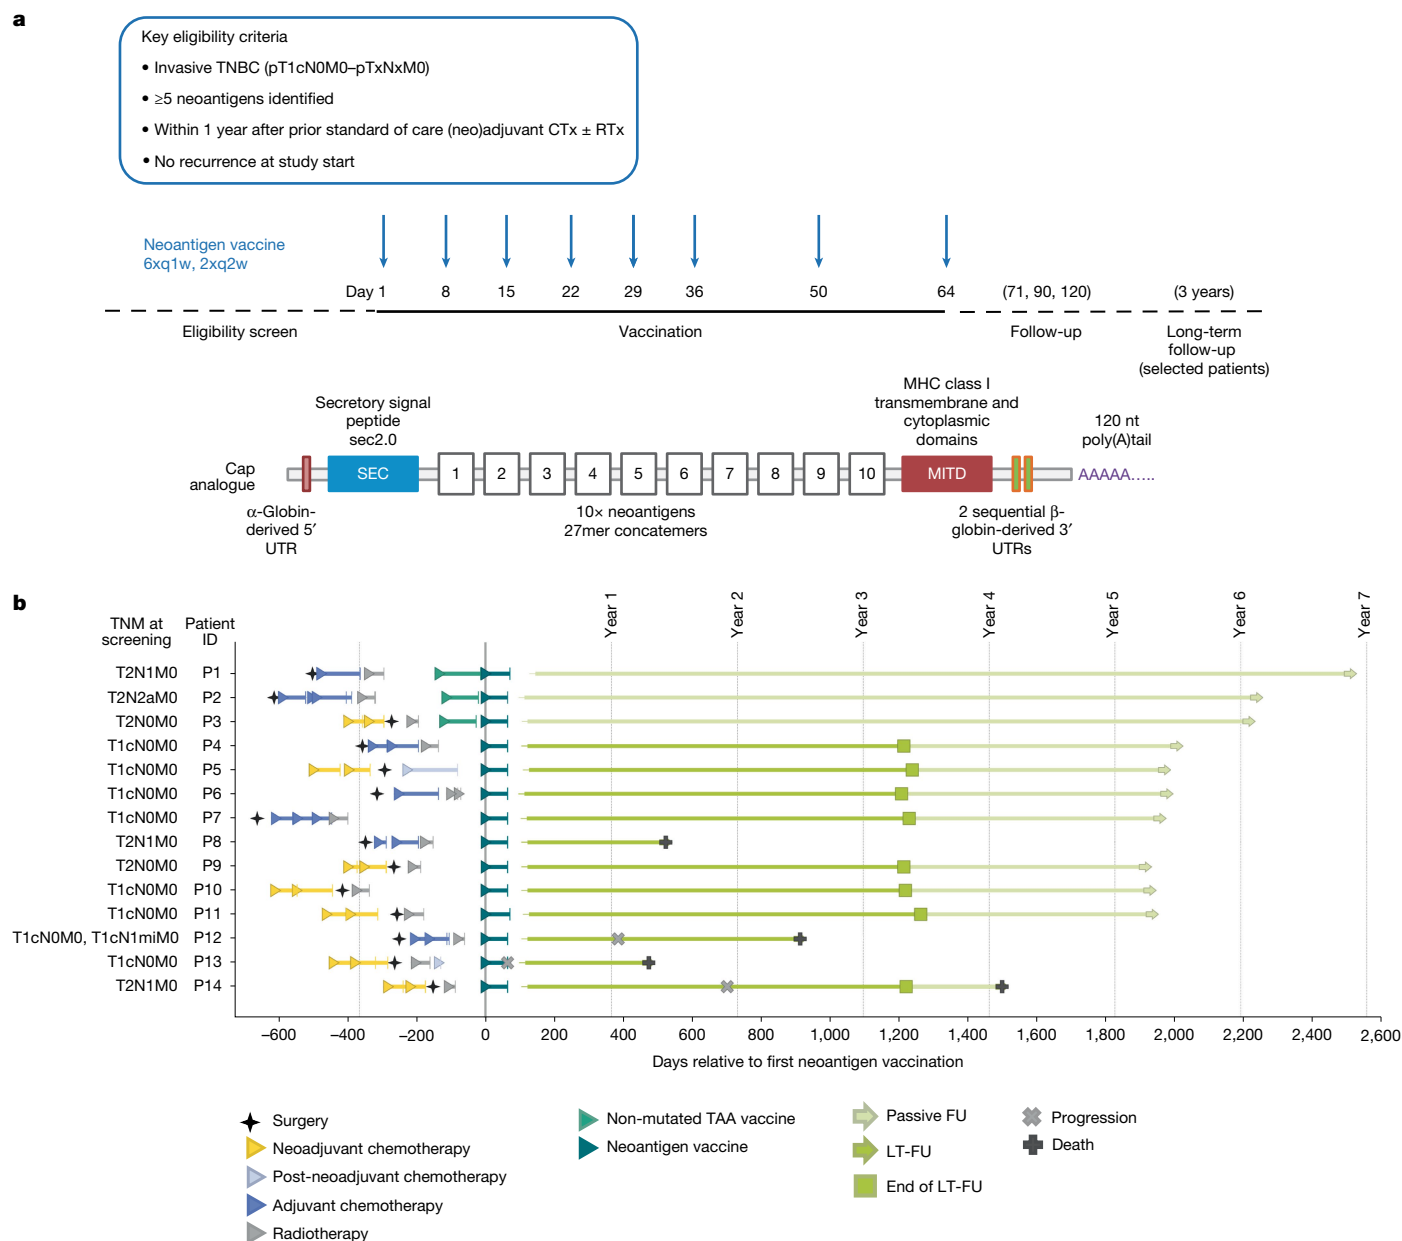 a
Key eligibility criteria
• Invasive TNBC (pT1cN0M0–pTxNxM0)
• ≥5 neoantigens identified
• Within 1 year after prior standard of care (neo)adjuvant CTx ± RTx
• No recurrence at study start
Neoantigen vaccine
6xq1w, 2xq2w
Day 1 8 15 22 29 36 50 64 (71, 90, 120) (3 years)
Eligibility screen Vaccination Follow-up Long-term
follow-up
(selected patients)
Secretory signal
peptide
sec2.0
MHC class I
transmembrane and
cytoplasmic
domains
120 nt
poly(A)tail
Cap
analogue
SEC 1 2 3 4 5 6 7 8 9 10 MITD AAAAA.....
α-Globin-
derived 5′
UTR
10× neoantigens
27mer concatemers
2 sequential β-
globin-derived 3′
UTRs
b
TNM at
screening
Patient
ID
Year 1 Year 2 Year 3 Year 4 Year 5 Year 6 Year 7
T2N1M0 P1
T2N2aM0 P2
T2N0M0 P3
T1cN0M0 P4
T1cN0M0 P5
T1cN0M0 P6
T1cN0M0 P7
T2N1M0 P8
T2N0M0 P9
T1cN0M0 P10
T1cN0M0 P11
T1cN0M0, T1cN1miM0 P12
T1cN0M0 P13
T2N1M0 P14
−600 −400 −200 0 200 400 600 800 1,000 1,200 1,400 1,600 1,800 2,000 2,200 2,400 2,600
Days relative to first neoantigen vaccination
Surgery
Neoadjuvant chemotherapy
Post-neoadjuvant chemotherapy
Adjuvant chemotherapy
Radiotherapy
Non-mutated TAA vaccine
Neoantigen vaccine
Passive FU
LT-FU
End of LT-FU
Progression
Death